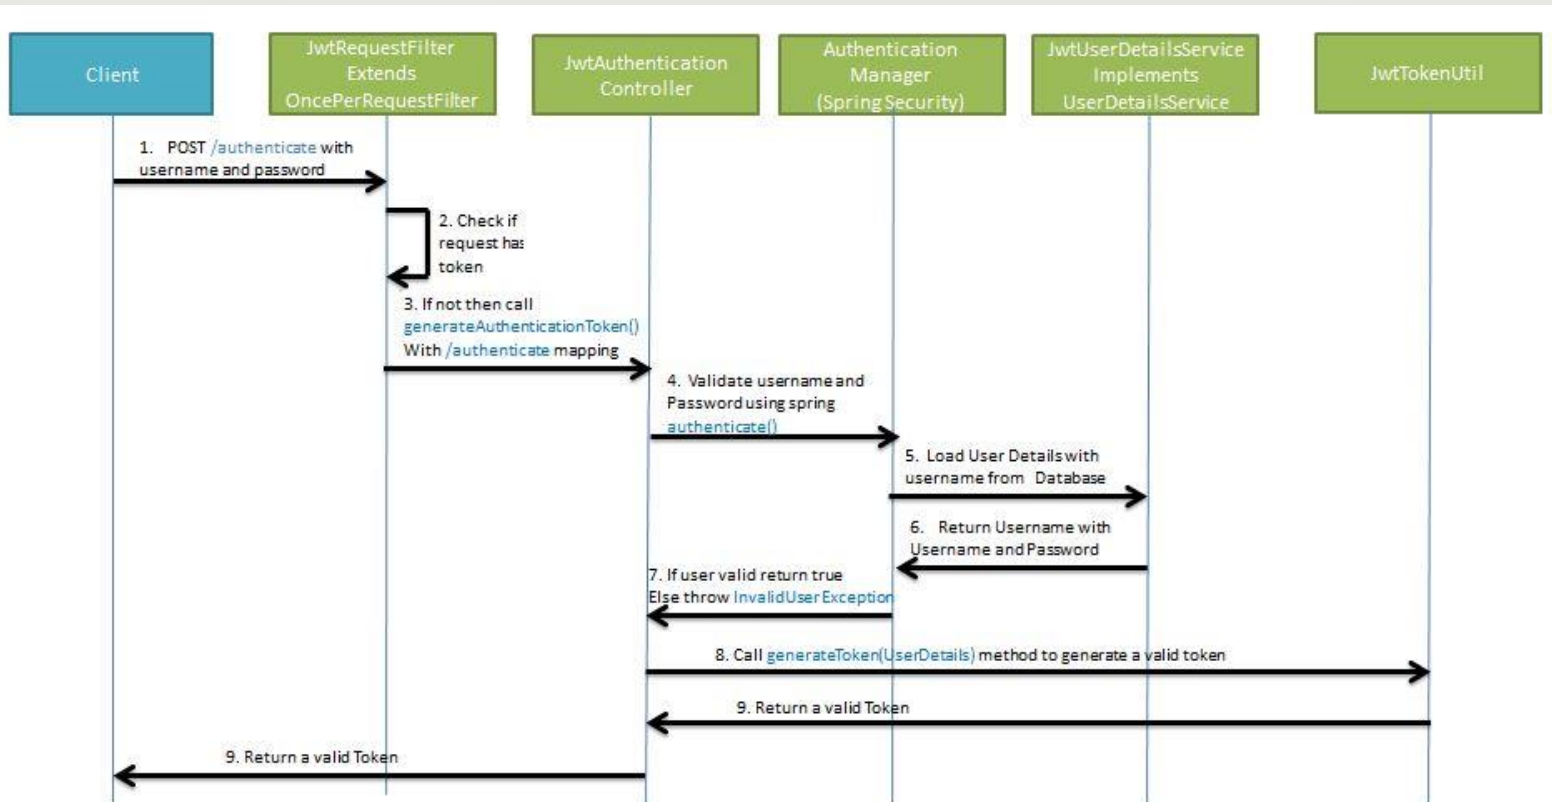 Client
JwtRequestFilter
Extends
OncePerRequestFilter
JwtAuthentication
Controller
Authentication
Manager
(Spring Security)
JwtUserDetailsService
Implements
UserDetailsService
JwtTokenUtil
1. POST /authenticate with
username and password
2. Check if
request has
token
3. If not then call
generateAuthenticationToken()
With /authenticate mapping
4. Validate username and
Password using spring
authenticate()
5. Load User Details with
username from Database
6. Return Username with
Username and Password
7. If user valid return true
Else throw InvalidUserException
8. Call generateToken(UserDetails) method to generate a valid token
9. Return a valid Token
9. Return a valid Token